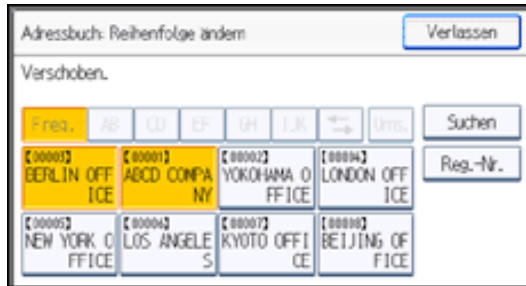 Adressbuch: Reihenfolge ändern
Verlassen
Verschoben.
Freq. AB CD EF GH IJK Ums.
Suchen
【00003】 【00001】 【00002】 【00004】
BERLIN OFF ABCD COMPA YOKOHAMA O LONDON OFF
ICE NY FFICE ICE
Reg.-Nr.
【00005】 【00006】 【00007】 【00008】
NEW YORK O LOS ANGELE KYOTO OFFI BEIJING OF
FFICE S CE FICE